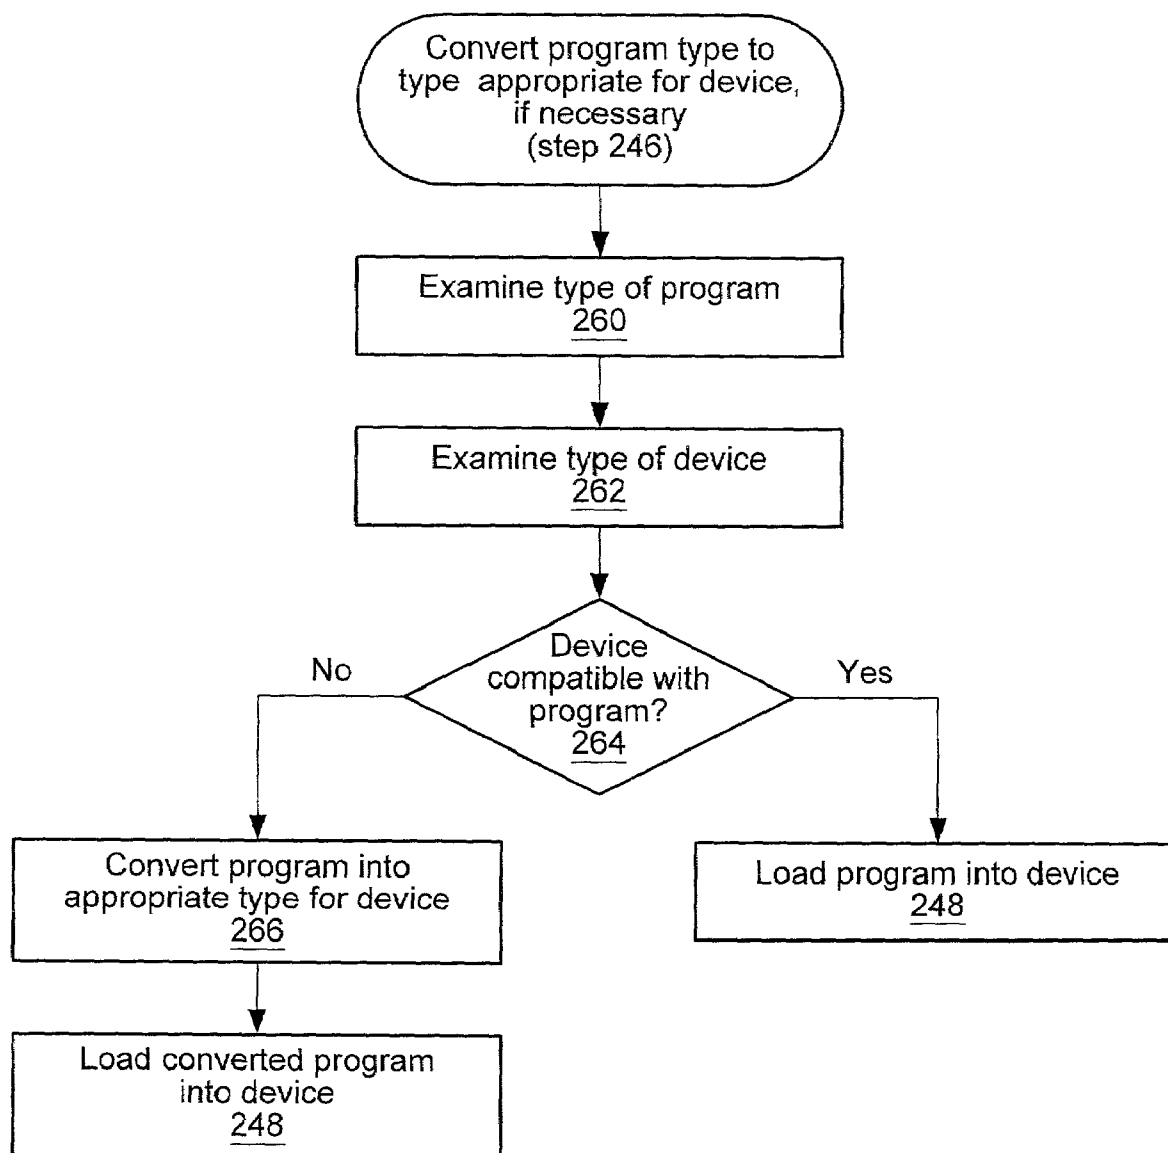 Convert program type to
type appropriate for device,
if necessary
(step 246)
Examine type of program
260
Examine type of device
262
Device
compatible with
program?
264
No
Yes
Convert program into
appropriate type for device
266
Load program into device
248
Load converted program
into device
248